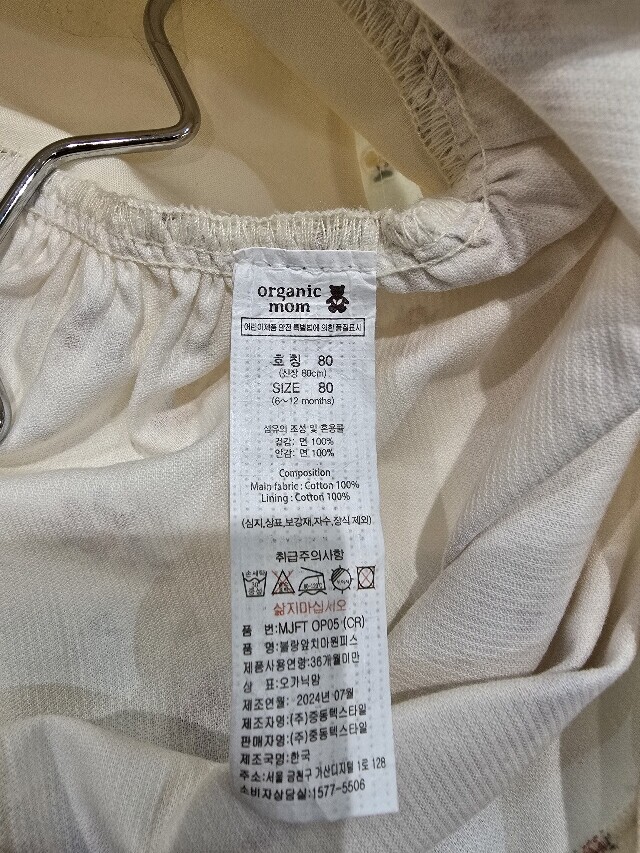 organic
mom
어린이제품 안전 특별법에 의한 품질표시
호칭 80
(신장 80cm)
SIZE 80
(6~12 months)
섬유의 조성 및 혼용률
겉감: 면 100%
안감: 면 100%
Composition
Main fabric : Cotton 100%
Lining : Cotton 100%
(심지,상표,보강재,자수,장식 제외)
취급주의사항
손세탁
30
중성
삶지마십시오
품 번:MJFT OP05 (CR)
품 명:블랑앞치마원피스
제품사용연령:36개월미만
상 표:오가닉맘
제조연월: 2024년 07월
제조자명:(주)중동텍스타일
판매자명:(주)중동텍스타일
제조국명:한국
주소:서울 금천구 가산디지털 1로 128
소비자상담실:1577-5506